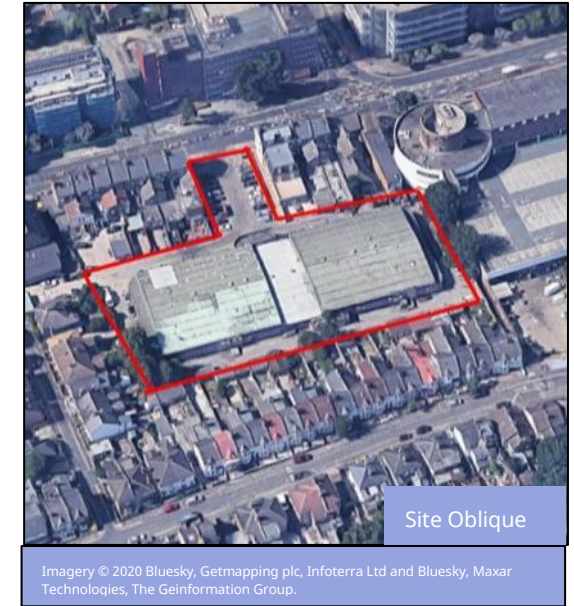 Site Oblique
Imagery © 2020 Bluesky, Getmapping plc, Infoterra Ltd and Bluesky, Maxar
Technologies, The Geinformation Group.